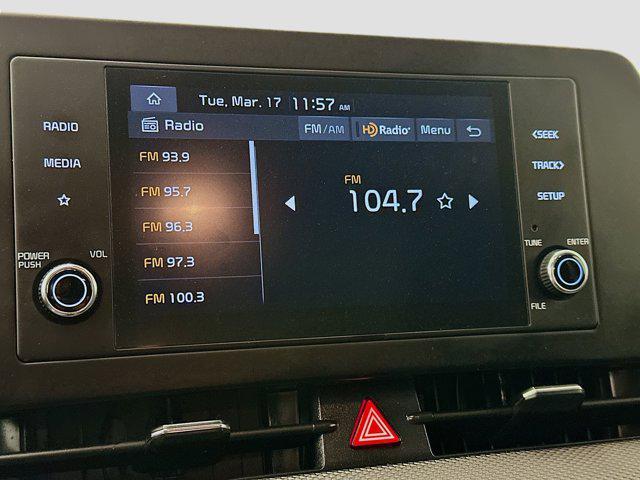 Tue, Mar. 17 11:57 AM
Radio FM/AM HD Radio® Menu
FM 93.9
FM 95.7
FM 96.3
FM 97.3
FM 100.3
FM
104.7
RADIO
MEDIA
POWER
PUSH
VOL
<SEEK
TRACK>
SETUP
TUNE
ENTER
FILE